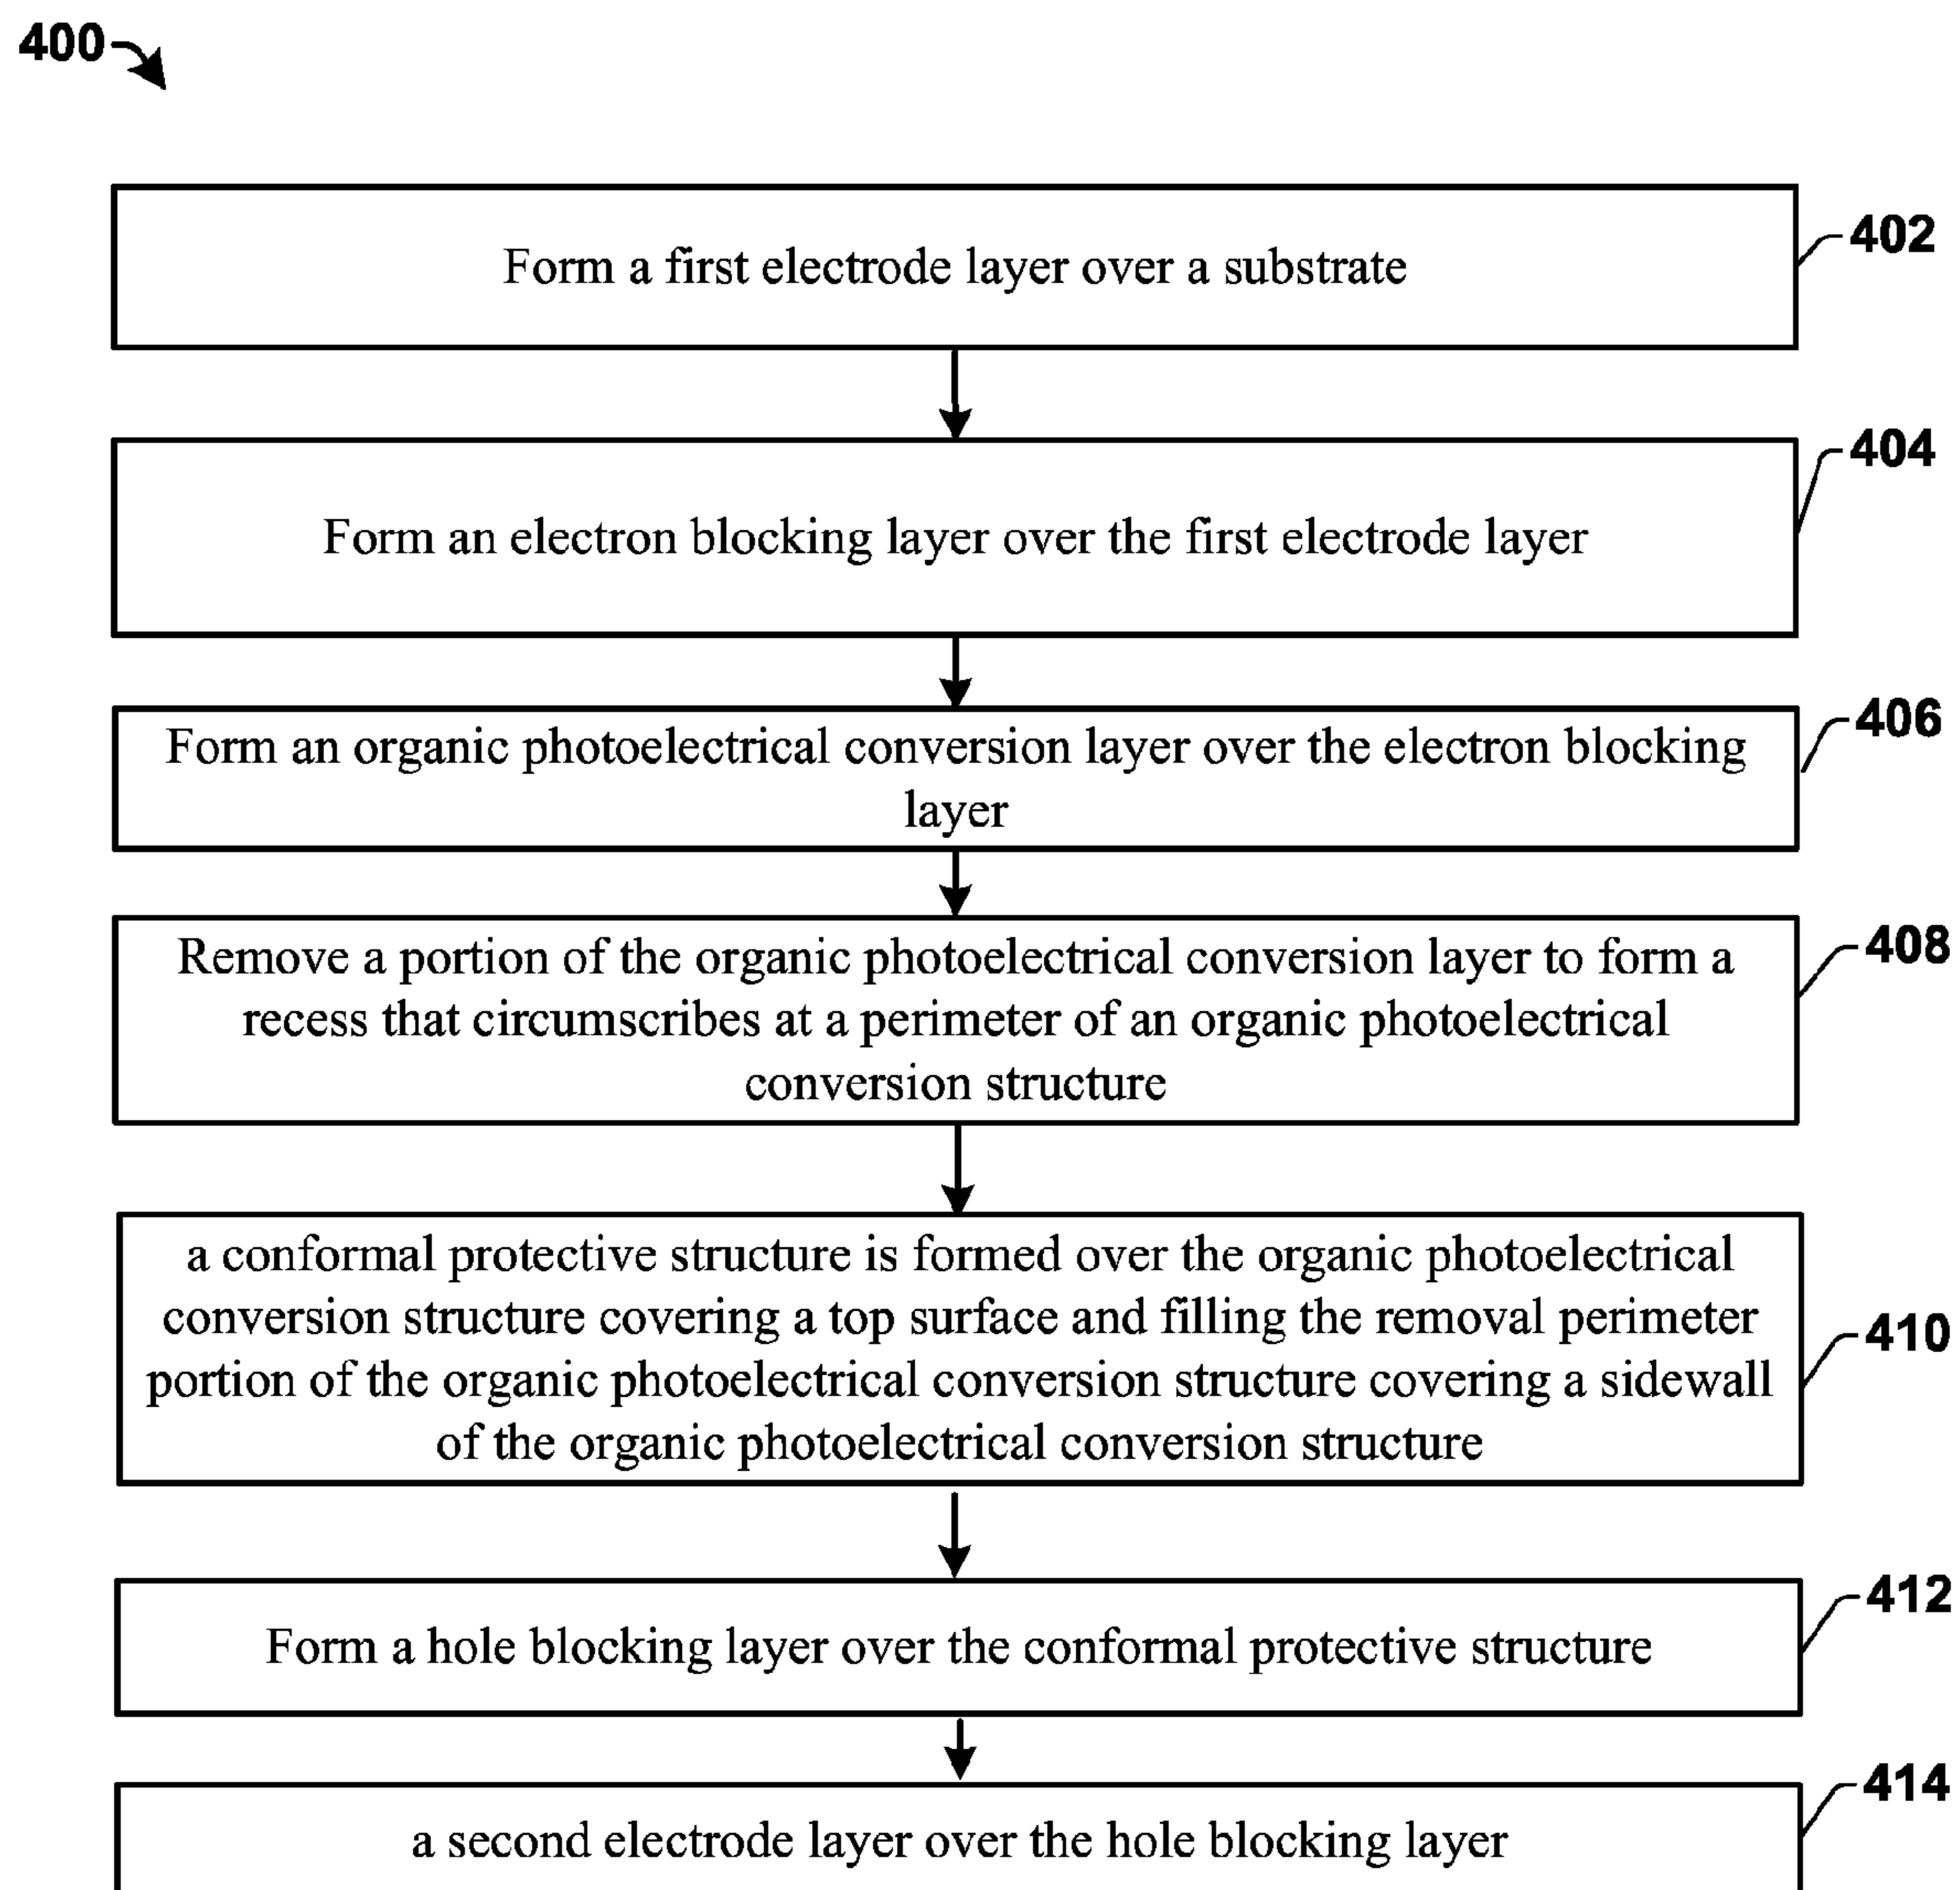 400
Form a first electrode layer over a substrate
402
Form an electron blocking layer over the first electrode layer
404
Form an organic photoelectrical conversion layer over the electron blocking
layer
406
Remove a portion of the organic photoelectrical conversion layer to form a
recess that circumscribes at a perimeter of an organic photoelectrical
conversion structure
408
a conformal protective structure is formed over the organic photoelectrical
conversion structure covering a top surface and filling the removal perimeter
portion of the organic photoelectrical conversion structure covering a sidewall
of the organic photoelectrical conversion structure
410
Form a hole blocking layer over the conformal protective structure
412
a second electrode layer over the hole blocking layer
414